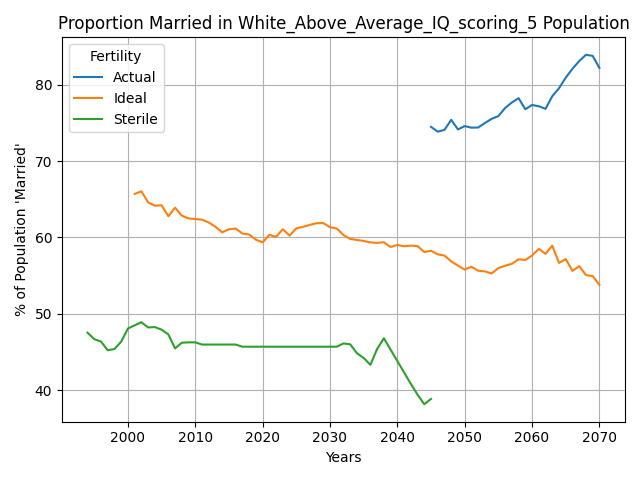 Proportion Married in White_Above_Average_IQ_scoring_5 Population
Fertility
Actual
Ideal
Sterile
% of Population 'Married'
80
70
60
50
40
2000 2010 2020 2030 2040 2050 2060 2070
Years